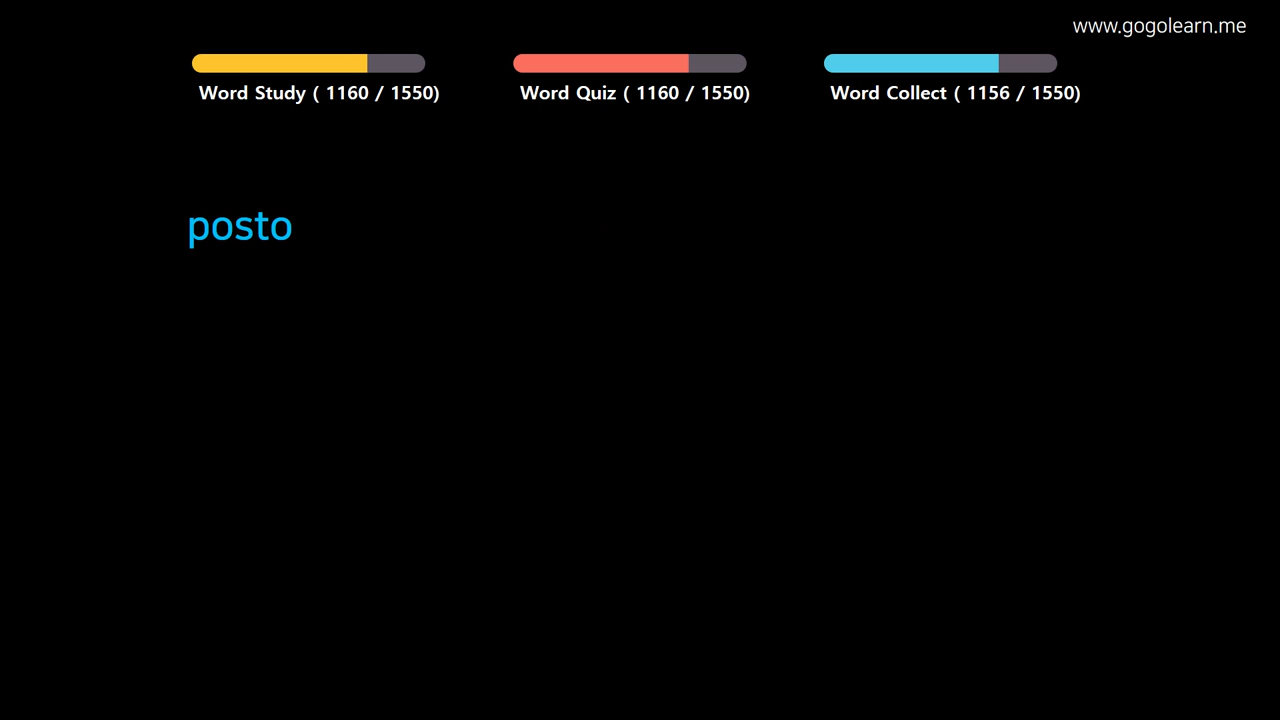 www.gogolearn.me
Word Study ( 1160 / 1550)
Word Quiz ( 1160 / 1550)
Word Collect ( 1156 / 1550)
posto